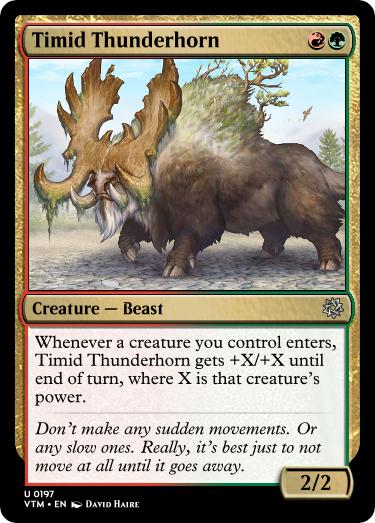 Timid Thunderhorn
Creature — Beast
Whenever a creature you control enters,
Timid Thunderhorn gets +X/+X until
end of turn, where X is that creature's
power.
Don't make any sudden movements. Or
any slow ones. Really, it's best just to not
move at all until it goes away.
2/2
U 0197
VTM • EN DAVID HAIRE